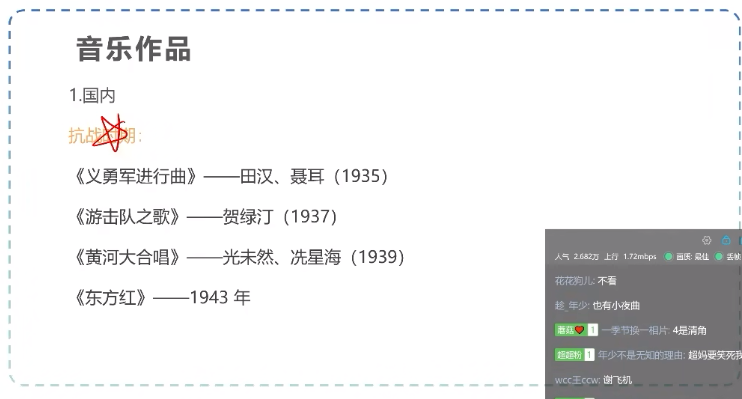 音乐作品
1.国内
抗战时期：
《义勇军进行曲》——田汉、聂耳（1935）
《游击队之歌》——贺绿汀（1937）
《黄河大合唱》——光未然、冼星海（1939）
《东方红》——1943 年
人气 2.682万 上行 1.72mbps 画质: 最佳 丢帧
花花狗儿: 不看
趁_年少: 也有小夜曲
蘑菇 1 一季节换一相片: 4是清角
超超粉 1 年少不是无知的理由: 超妈要笑死我
wcc王ccw: 谢飞机